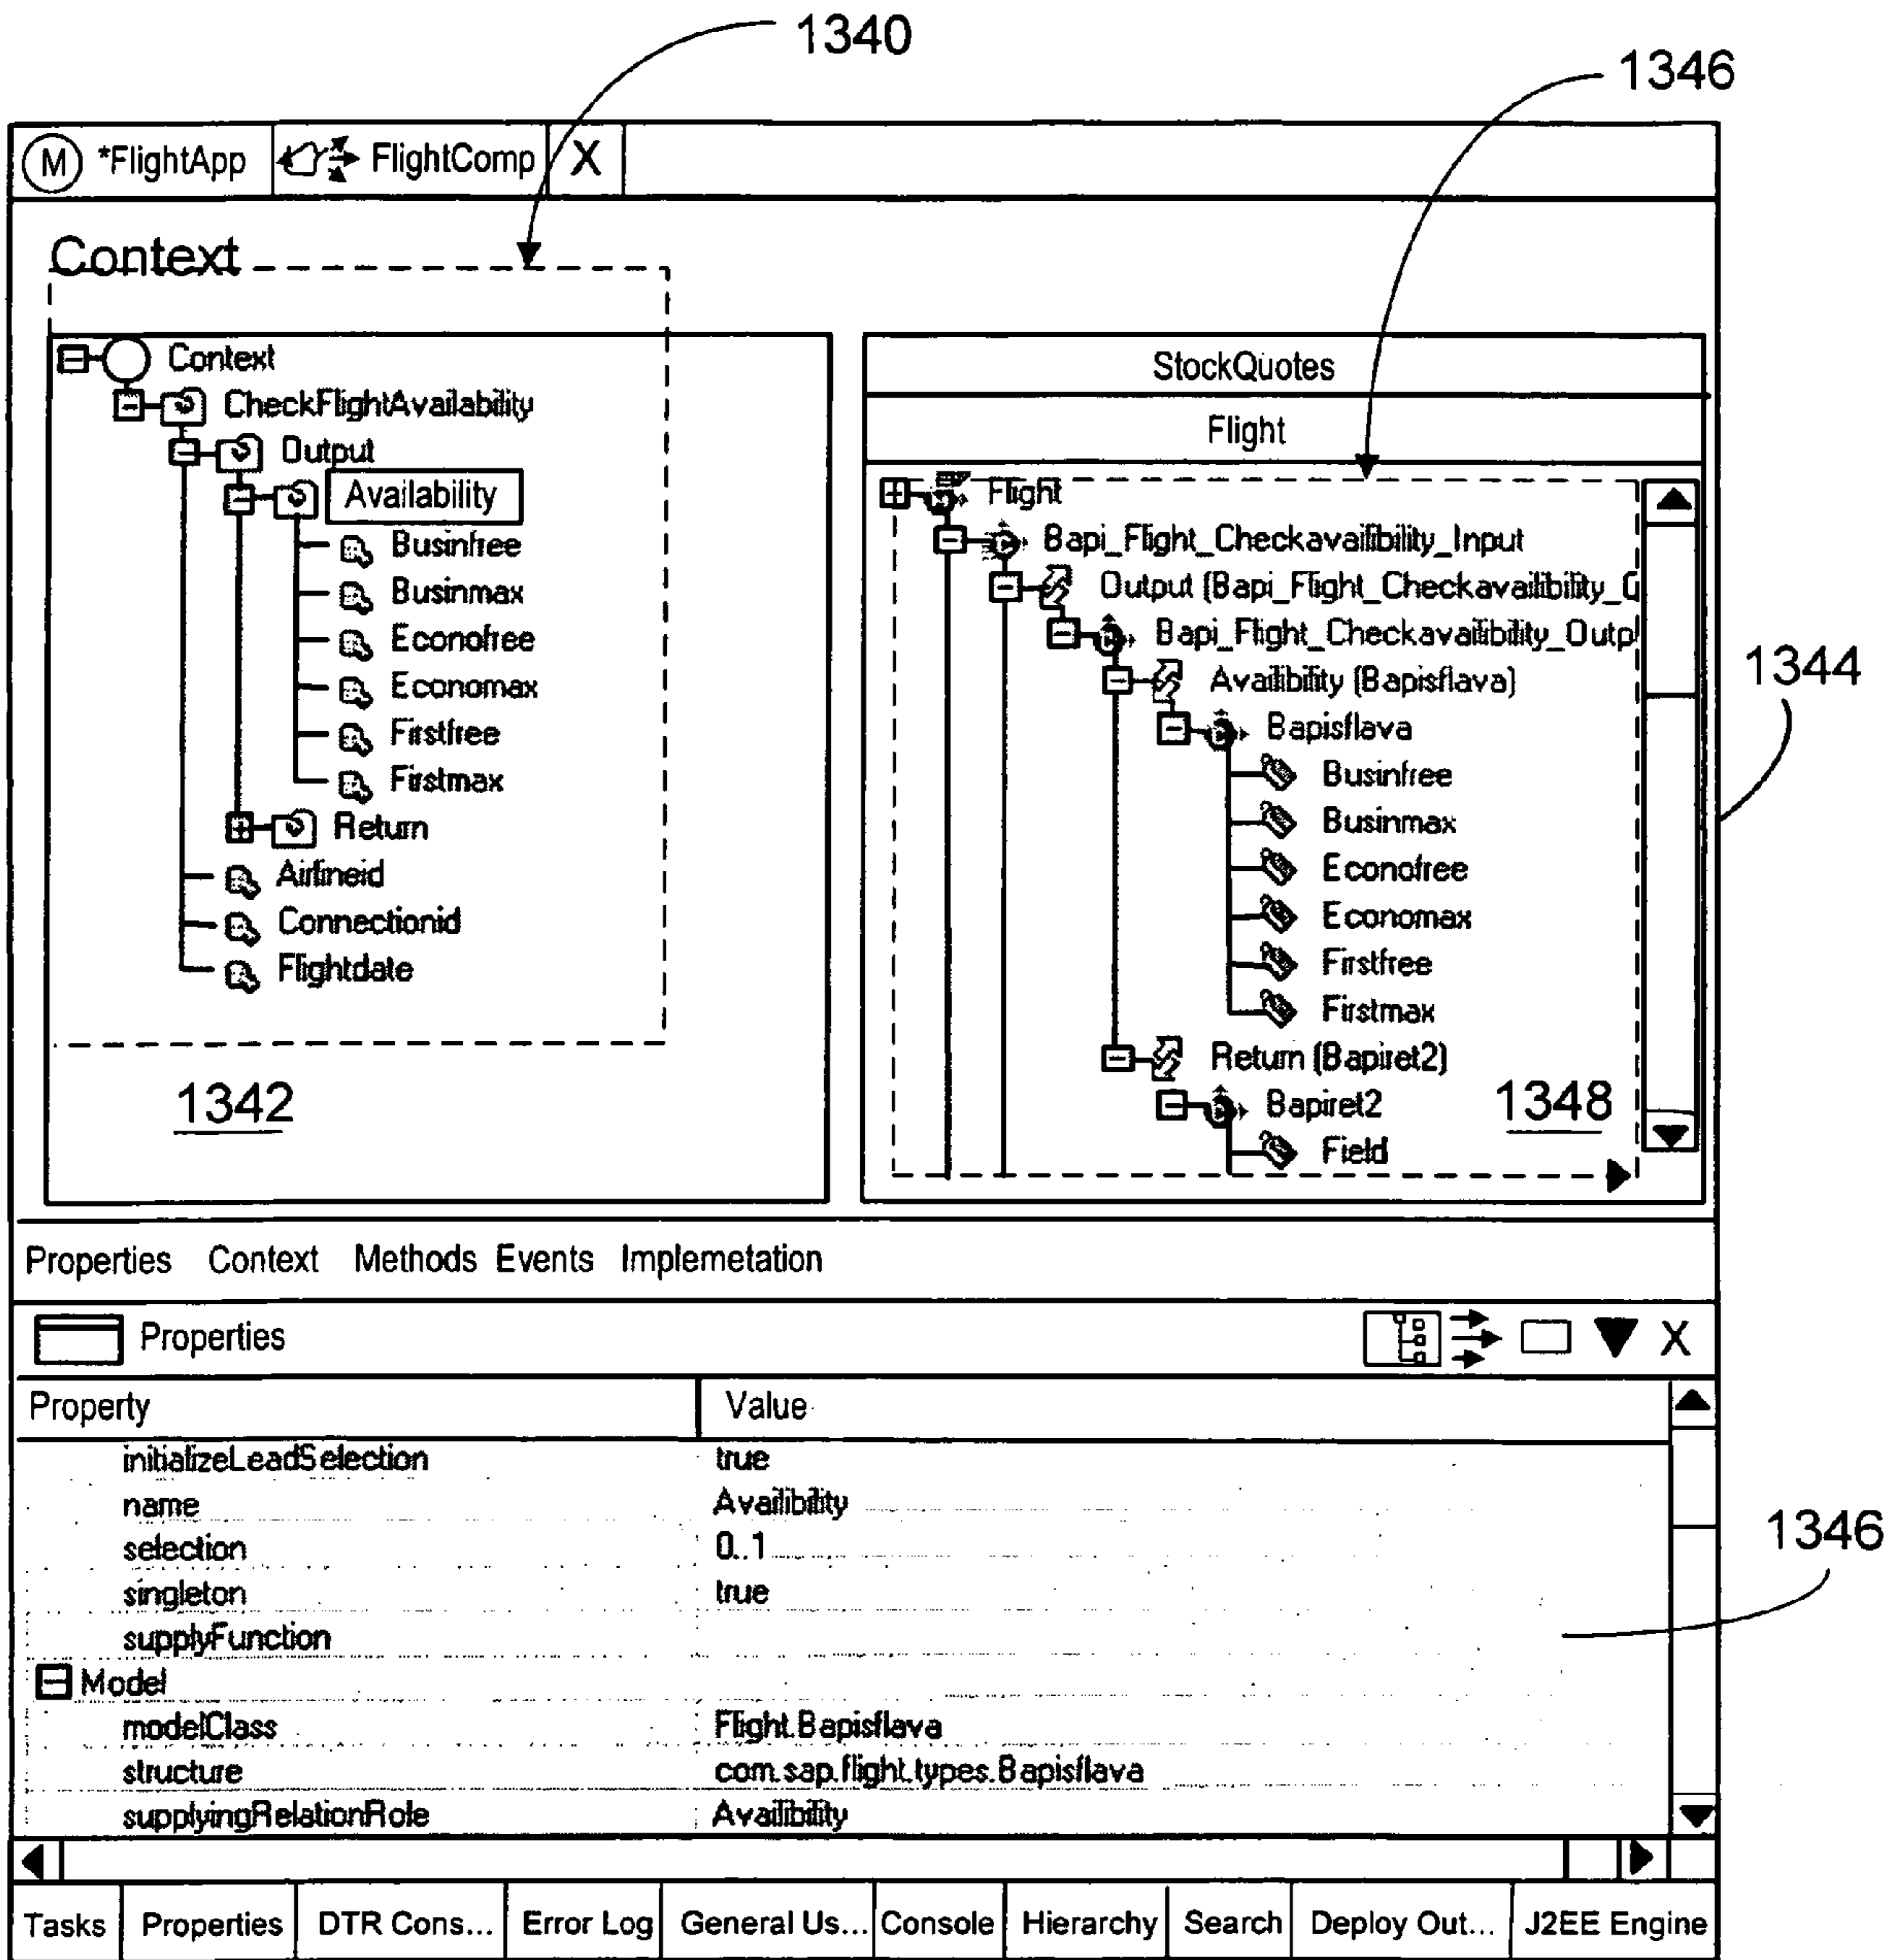 1340
1346
M *FlightApp FlightComp X
Context
Context
CheckFlightAvailability
Output
Availability
Businfree
Businmax
Econofree
Economax
Firstfree
Firstmax
Return
Airlineid
Connectionid
Flightdate
1342
StockQuotes
Flight
Flight
Bapi_Flight_Checkavailibility_Input
Output (Bapi_Flight_Checkavailibility_O
Bapi_Flight_Checkavailibility_Outp
Availibility (Bapisflava)
Bapisflava
Businfree
Businmax
Econofree
Economax
Firstfree
Firstmax
Return (Bapiret2)
Bapiret2
Field
1348
1344
Properties Context Methods Events Implemetation
Properties X
Property Value
initializeLeadSelection true
name Availibility
selection 0..1
singleton true
supplyFunction
Model
modelClass Flight.Bapisflava
structure com.sap.flight.types.Bapisflava
supplyingRelationRole Availibility
1346
Tasks Properties DTR Cons... Error Log General Us... Console Hierarchy Search Deploy Out... J2EE Engine